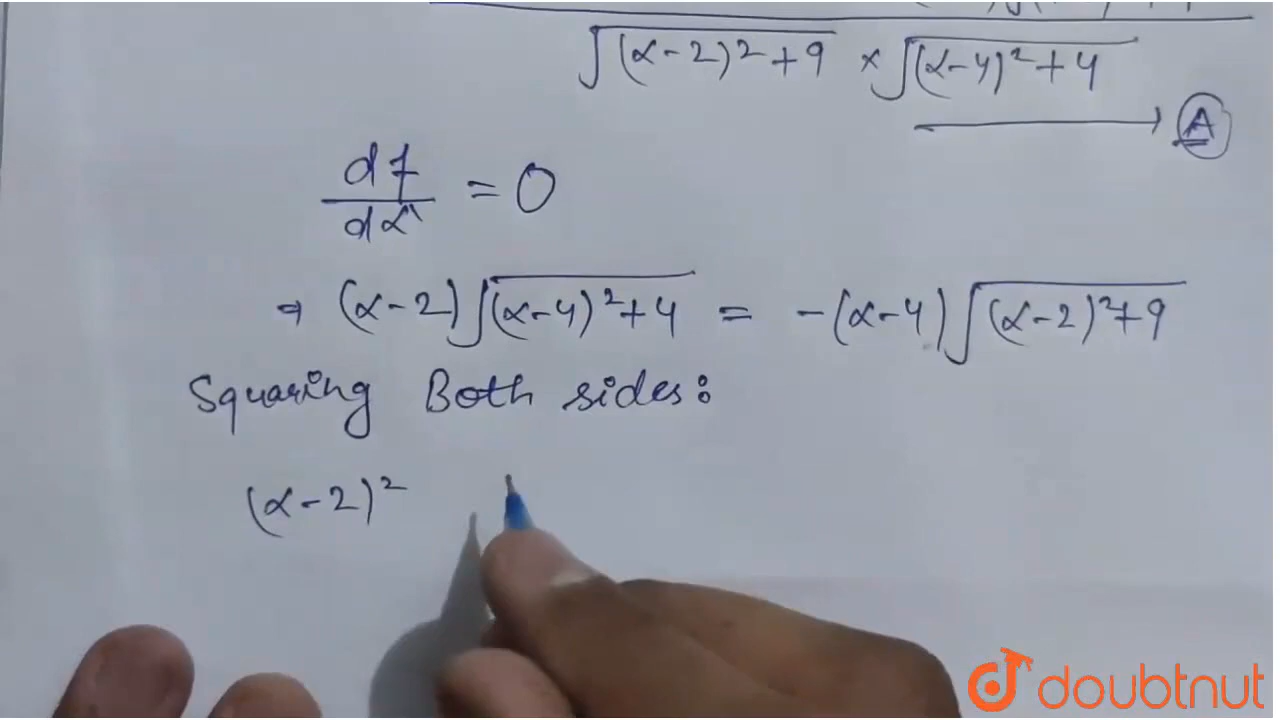 √(α-2)²+9 × √(α-4)²+4
→ A
df/dα = 0
⇒ (α-2)√(α-4)²+4 = -(α-4)√(α-2)²+9
Squaring Both sides:
(α-2)²
doubtnut